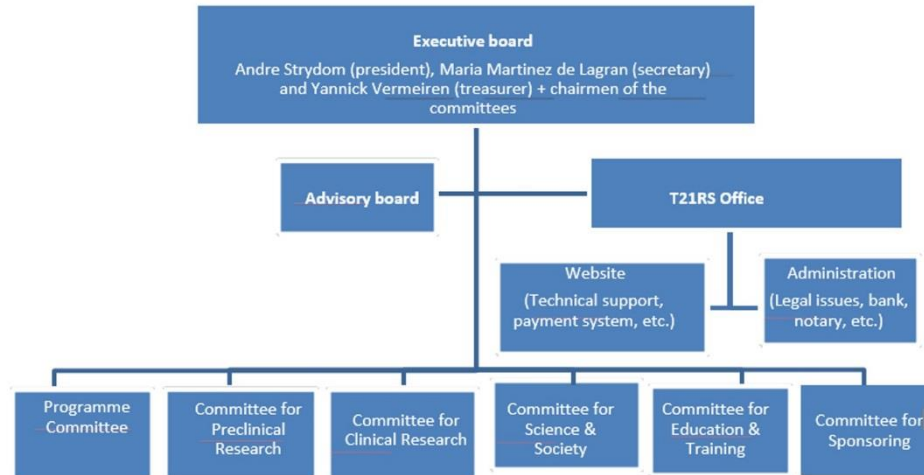 Executive board
Andre Strydom (president), Maria Martinez de Lagran (secretary)
and Yannick Vermeiren (treasurer) + chairmen of the
committees
Advisory board
T21RS Office
Website
(Technical support,
payment system, etc.)
Administration
(Legal issues, bank,
notary, etc.)
Programme
Committee
Committee for
Preclinical
Research
Committee for
Clinical Research
Committee for
Science &
Society
Committee for
Education &
Training
Committee for
Sponsoring